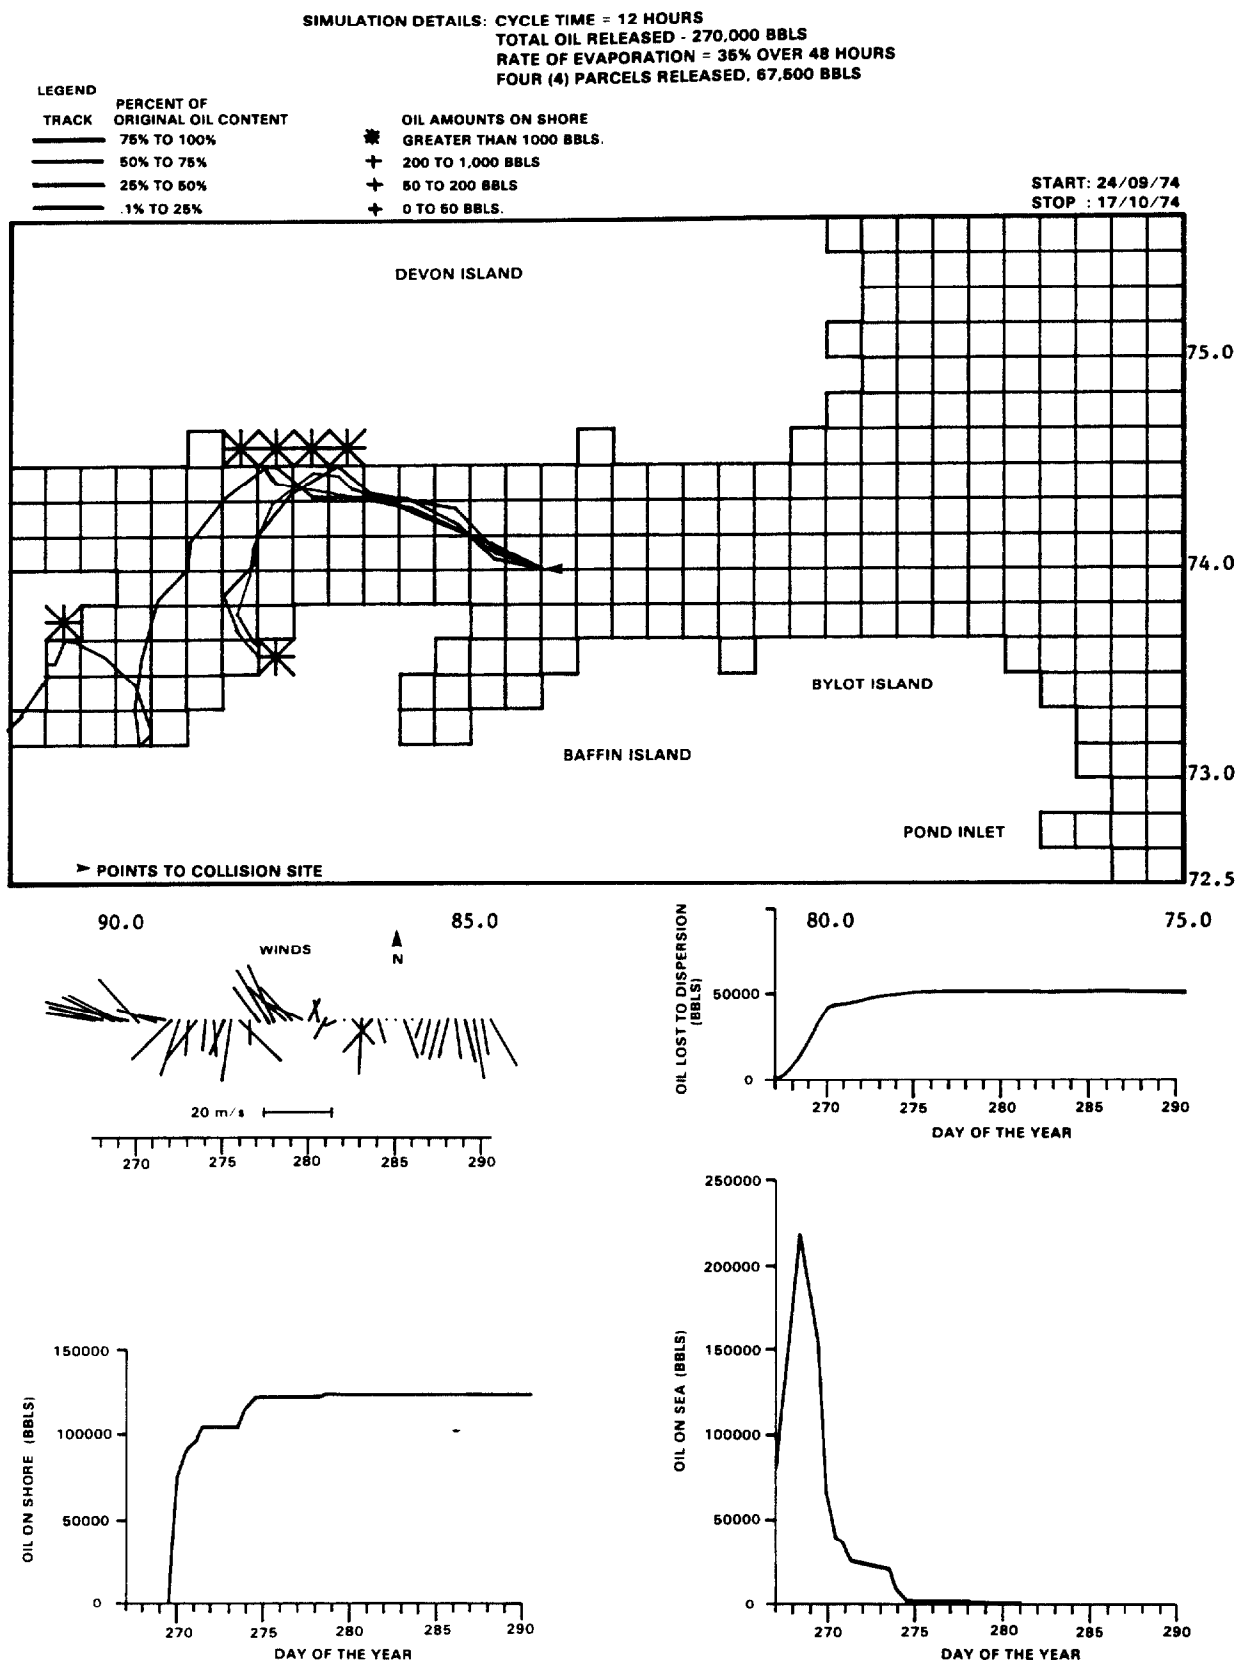 SIMULATION DETAILS: CYCLE TIME = 12 HOURS
TOTAL OIL RELEASED - 270,000 BBLS
RATE OF EVAPORATION = 35% OVER 48 HOURS
FOUR (4) PARCELS RELEASED, 67,500 BBLS
LEGEND
TRACK
PERCENT OF
ORIGINAL OIL CONTENT
75% TO 100%
50% TO 75%
25% TO 50%
.1% TO 25%
OIL AMOUNTS ON SHORE
GREATER THAN 1000 BBLS.
200 TO 1,000 BBLS
50 TO 200 BBLS
0 TO 50 BBLS.
START: 24/09/74
STOP : 17/10/74
DEVON ISLAND
75.0
74.0
BYLOT ISLAND
BAFFIN ISLAND
73.0
POND INLET
➤ POINTS TO COLLISION SITE
72.5
90.0
85.0
80.0
75.0
WINDS
N
20 m/s
270
275
280
285
290
OIL LOST TO DISPERSION
(BBLS)
50000
0
270
275
280
285
290
DAY OF THE YEAR
OIL ON SHORE (BBLS)
150000
100000
50000
0
270
275
280
285
290
DAY OF THE YEAR
OIL ON SEA (BBLS)
250000
200000
150000
100000
50000
0
270
275
280
285
290
DAY OF THE YEAR